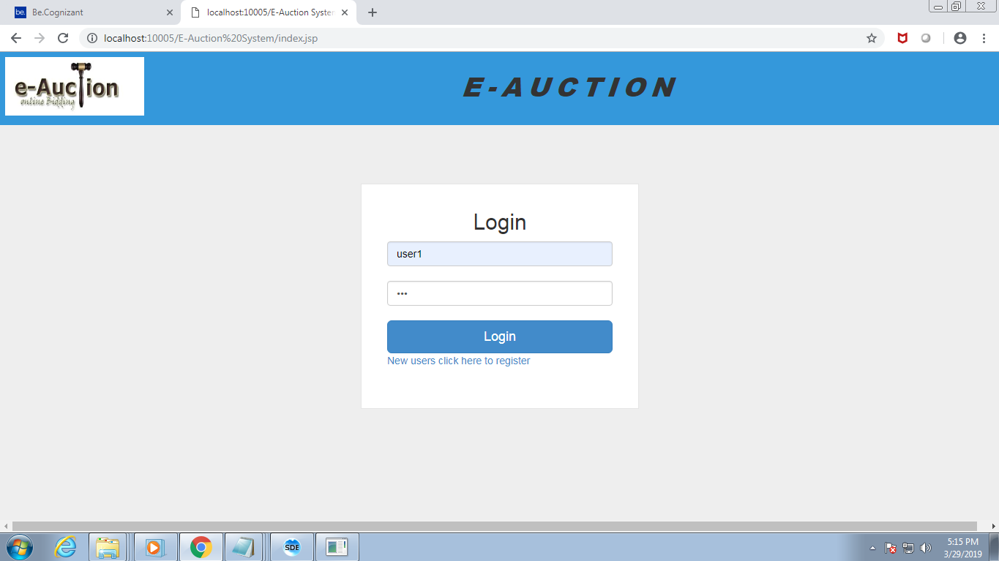 be. Be.Cognizant
localhost:10005/E-Auction Syster
localhost:10005/E-Auction%20System/index.jsp
e-Auction
online Bidding
E-AUCTION
Login
user1
•••
Login
New users click here to register
SDE
5:15 PM
3/29/2019